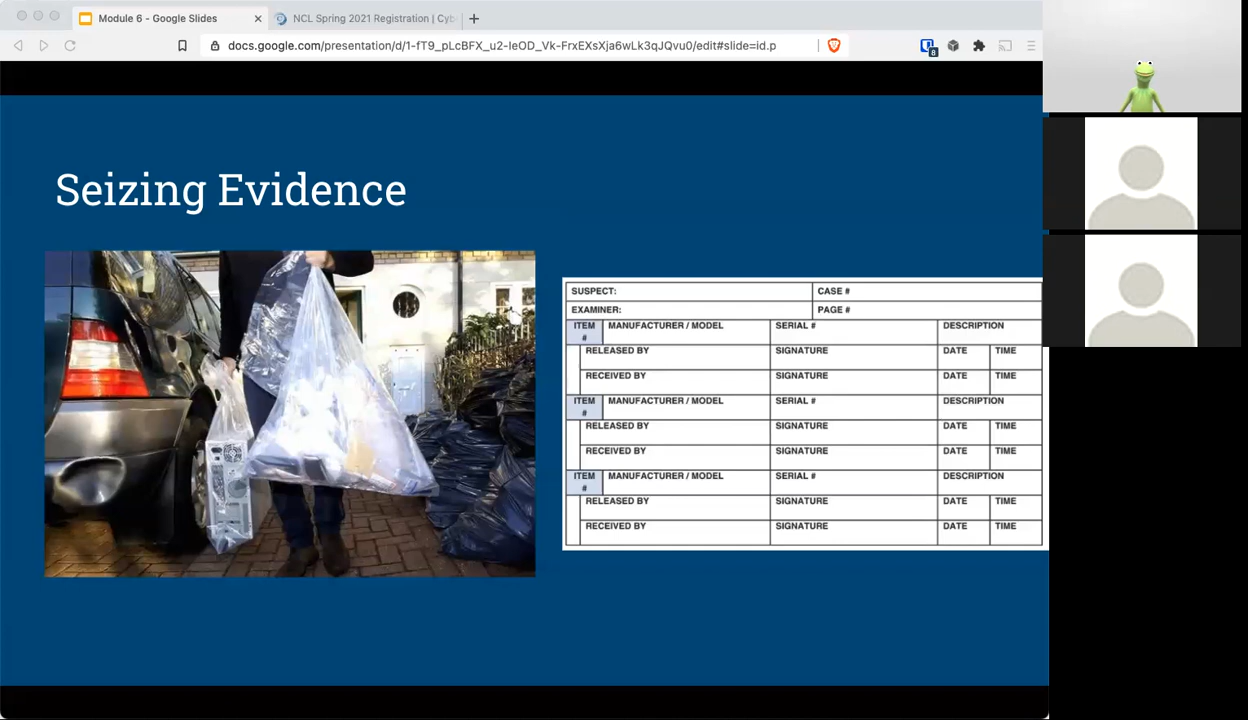 Module 6 - Google Slides
NCL Spring 2021 Registration | Cyb
docs.google.com/presentation/d/1-fT9_pLcBFX_u2-IeOD_Vk-FrxEXsXja6wLk3qJQvu0/edit#slide=id.p
8
Seizing Evidence
SUSPECT: CASE #
EXAMINER: PAGE #
ITEM # MANUFACTURER / MODEL SERIAL # DESCRIPTION
RELEASED BY SIGNATURE DATE TIME
RECEIVED BY SIGNATURE DATE TIME
ITEM # MANUFACTURER / MODEL SERIAL # DESCRIPTION
RELEASED BY SIGNATURE DATE TIME
RECEIVED BY SIGNATURE DATE TIME
ITEM # MANUFACTURER / MODEL SERIAL # DESCRIPTION
RELEASED BY SIGNATURE DATE TIME
RECEIVED BY SIGNATURE DATE TIME